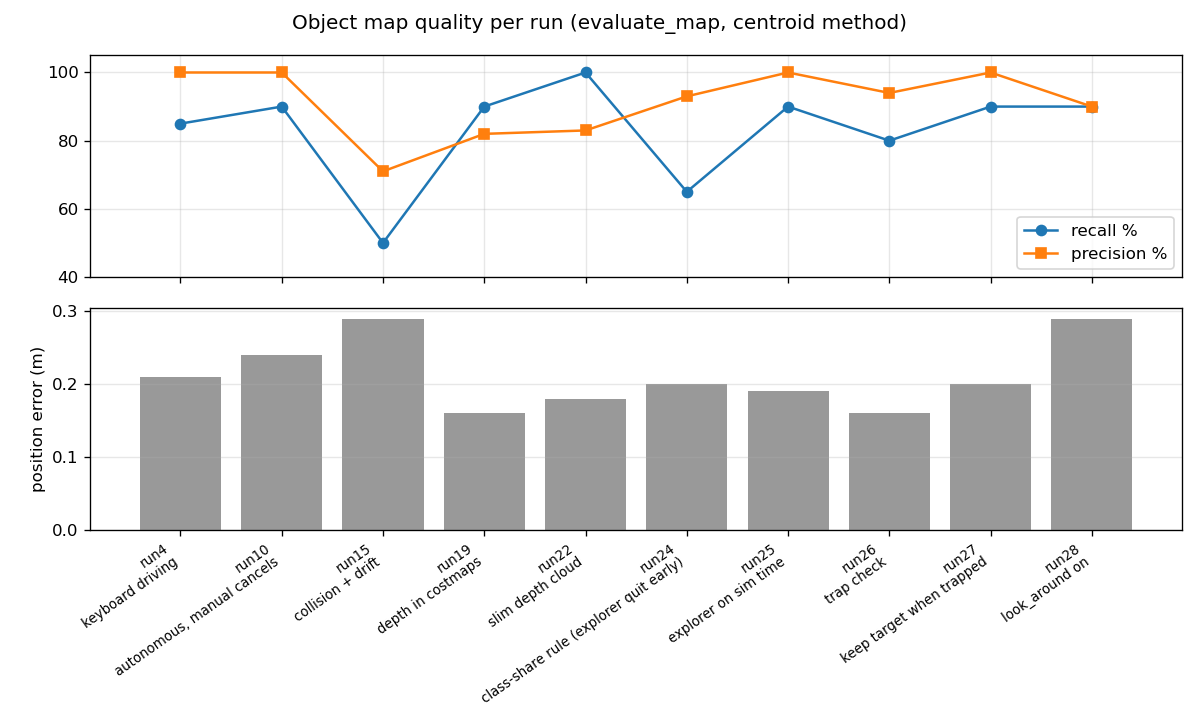 Object map quality per run (evaluate_map, centroid method)
100
80
60
40
recall %
precision %
position error (m)
0.3
0.2
0.1
0.0
run4
keyboard driving
run10
autonomous, manual cancels
run15
collision + drift
run19
depth in costmaps
run22
slim depth cloud
run24
class-share rule (explorer quit early)
run25
explorer on sim time
run26
trap check
run27
keep target when trapped
run28
look_around on